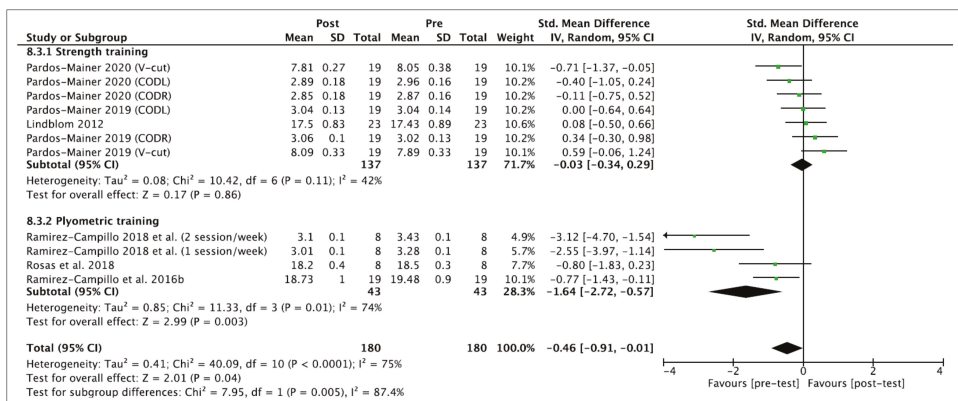 Post Pre Std. Mean Difference Std. Mean Difference
Study or Subgroup Mean SD Total Mean SD Total Weight IV, Random, 95% CI IV, Random, 95% CI
8.3.1 Strength training
Pardos-Mainer 2020 (V-cut) 7.81 0.27 19 8.05 0.38 19 10.1% -0.71 [-1.37, -0.05]
Pardos-Mainer 2020 (CODL) 2.89 0.18 19 2.96 0.16 19 10.2% -0.40 [-1.05, 0.24]
Pardos-Mainer 2020 (CODR) 2.85 0.18 19 2.87 0.16 19 10.3% -0.11 [-0.75, 0.52]
Pardos-Mainer 2019 (CODL) 3.04 0.13 19 3.04 0.14 19 10.3% 0.00 [-0.64, 0.64]
Lindblom 2012 17.5 0.83 23 17.43 0.89 23 10.6% 0.08 [-0.50, 0.66]
Pardos-Mainer 2019 (CODR) 3.06 0.1 19 3.02 0.13 19 10.2% 0.34 [-0.30, 0.98]
Pardos-Mainer 2019 (V-cut) 8.09 0.33 19 7.89 0.33 19 10.1% 0.59 [-0.06, 1.24]
Subtotal (95% CI) 137 137 71.7% -0.03 [-0.34, 0.29]
Heterogeneity: Tau² = 0.08; Chi² = 10.42, df = 6 (P = 0.11); I² = 42%
Test for overall effect: Z = 0.17 (P = 0.86)
8.3.2 Plyometric training
Ramirez-Campillo 2018 et al. (2 session/week) 3.1 0.1 8 3.43 0.1 8 4.9% -3.12 [-4.70, -1.54]
Ramirez-Campillo 2018 et al. (1 session/week) 3.01 0.1 8 3.28 0.1 8 5.7% -2.55 [-3.97, -1.14]
Rosas et al. 2018 18.2 0.4 8 18.5 0.3 8 7.7% -0.80 [-1.83, 0.23]
Ramirez-Campillo et al. 2016b 18.73 1 19 19.48 0.9 19 10.1% -0.77 [-1.43, -0.11]
Subtotal (95% CI) 43 43 28.3% -1.64 [-2.72, -0.57]
Heterogeneity: Tau² = 0.85; Chi² = 11.33, df = 3 (P = 0.01); I² = 74%
Test for overall effect: Z = 2.99 (P = 0.003)
Total (95% CI) 180 180 100.0% -0.46 [-0.91, -0.01]
Heterogeneity: Tau² = 0.41; Chi² = 40.09, df = 10 (P < 0.0001); I² = 75%
Test for overall effect: Z = 2.01 (P = 0.04)
Test for subgroup differences: Chi² = 7.95, df = 1 (P = 0.005), I² = 87.4%
-4 -2 0 2 4
Favours [pre-test] Favours [post-test]